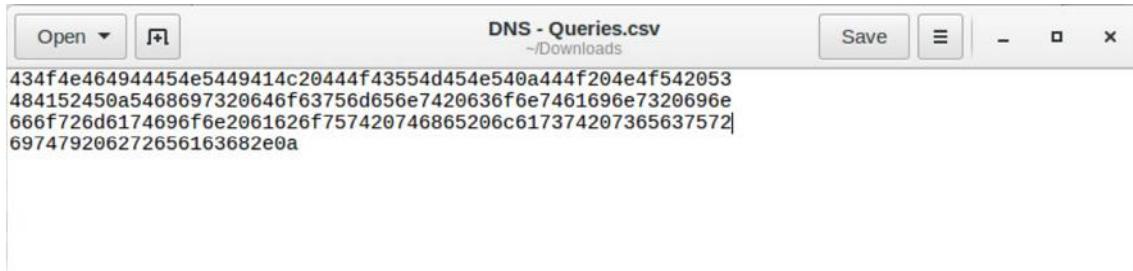 Open
DNS - Queries.csv
~/Downloads
Save
434f4e464944454e5449414c20444f43554d454e540a444f204e4f542053
484152450a5468697320646f63756d656e7420636f6e7461696e7320696e
666f726d6174696f6e2061626f757420746865206c617374207365637572
697479206272656163682e0a